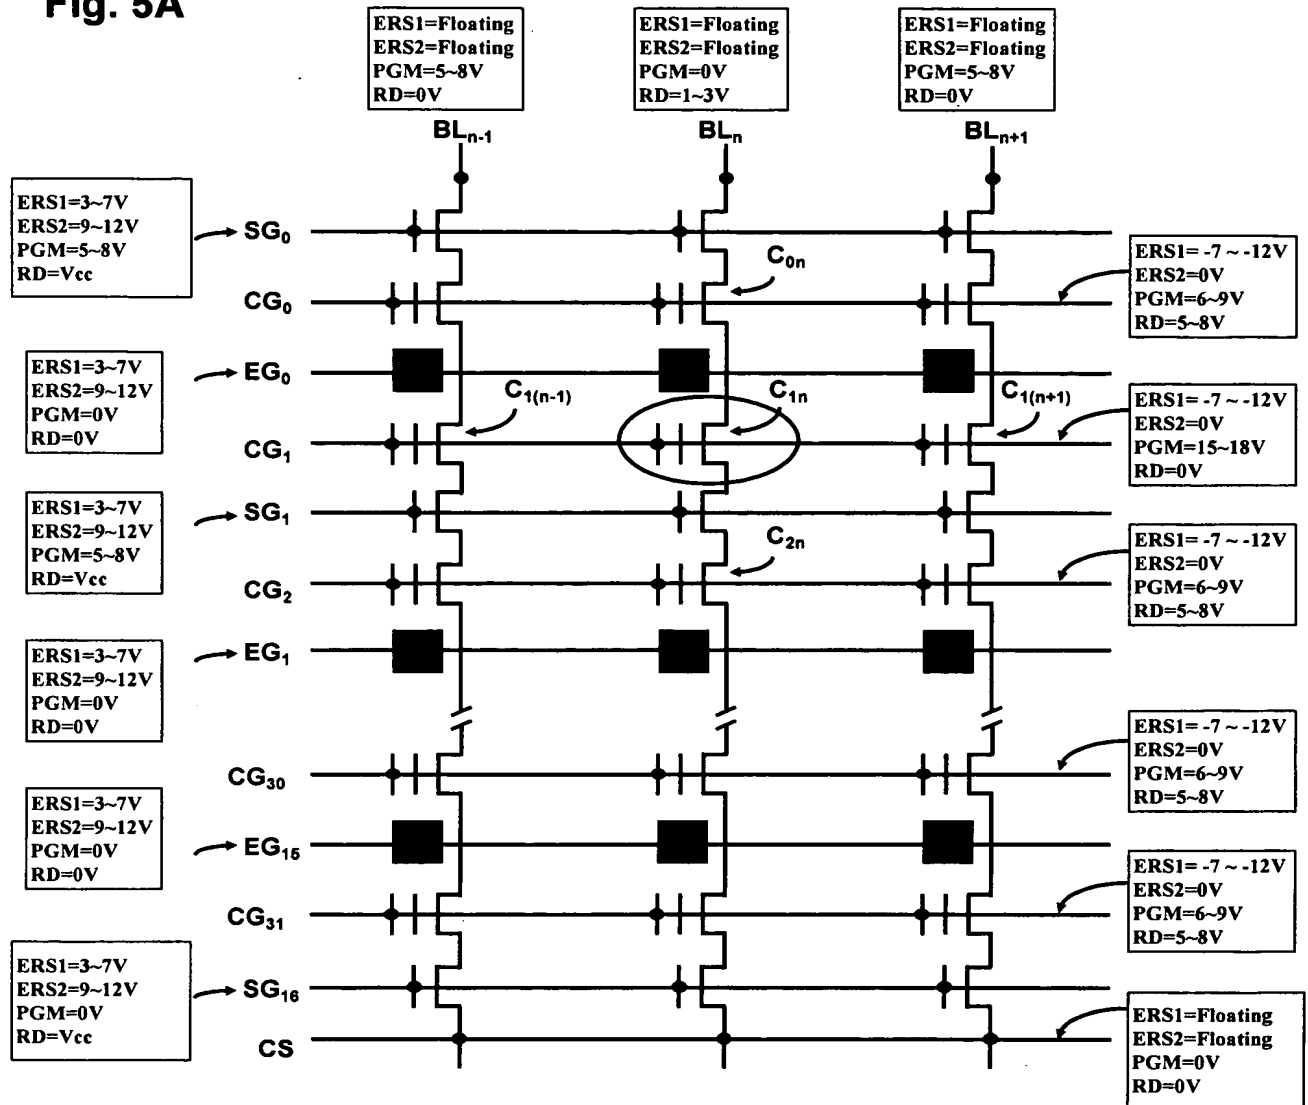 Fig. 5A
ERS1=Floating
ERS2=Floating
PGM=5~8V
RD=0V
ERS1=Floating
ERS2=Floating
PGM=0V
RD=1~3V
ERS1=Floating
ERS2=Floating
PGM=5~8V
RD=0V
BLn-1
BLn
BLn+1
ERS1=3~7V
ERS2=9~12V
PGM=5~8V
RD=Vcc
SG0
C0n
CG0
ERS1= -7 ~ -12V
ERS2=0V
PGM=6~9V
RD=5~8V
ERS1=3~7V
ERS2=9~12V
PGM=0V
RD=0V
EG0
C1(n-1)
C1n
C1(n+1)
CG1
ERS1= -7 ~ -12V
ERS2=0V
PGM=15~18V
RD=0V
ERS1=3~7V
ERS2=9~12V
PGM=5~8V
RD=Vcc
SG1
C2n
CG2
ERS1= -7 ~ -12V
ERS2=0V
PGM=6~9V
RD=5~8V
ERS1=3~7V
ERS2=9~12V
PGM=0V
RD=0V
EG1
CG30
ERS1= -7 ~ -12V
ERS2=0V
PGM=6~9V
RD=5~8V
ERS1=3~7V
ERS2=9~12V
PGM=0V
RD=0V
EG15
CG31
ERS1= -7 ~ -12V
ERS2=0V
PGM=6~9V
RD=5~8V
ERS1=3~7V
ERS2=9~12V
PGM=0V
RD=Vcc
SG16
CS
ERS1=Floating
ERS2=Floating
PGM=0V
RD=0V